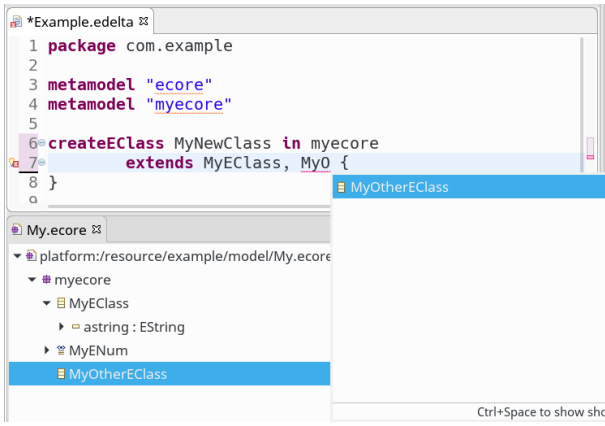 *Example.edelta
1 package com.example
2
3 metamodel "ecore"
4 metamodel "myecore"
5
6 createEClass MyNewClass in myecore
7 extends MyEClass, MyO {
8 }
9
MyOtherEClass
My.ecore
platform:/resource/example/model/My.ecore
myecore
MyEClass
astring : EString
MyENum
MyOtherEClass
Ctrl+Space to show sho